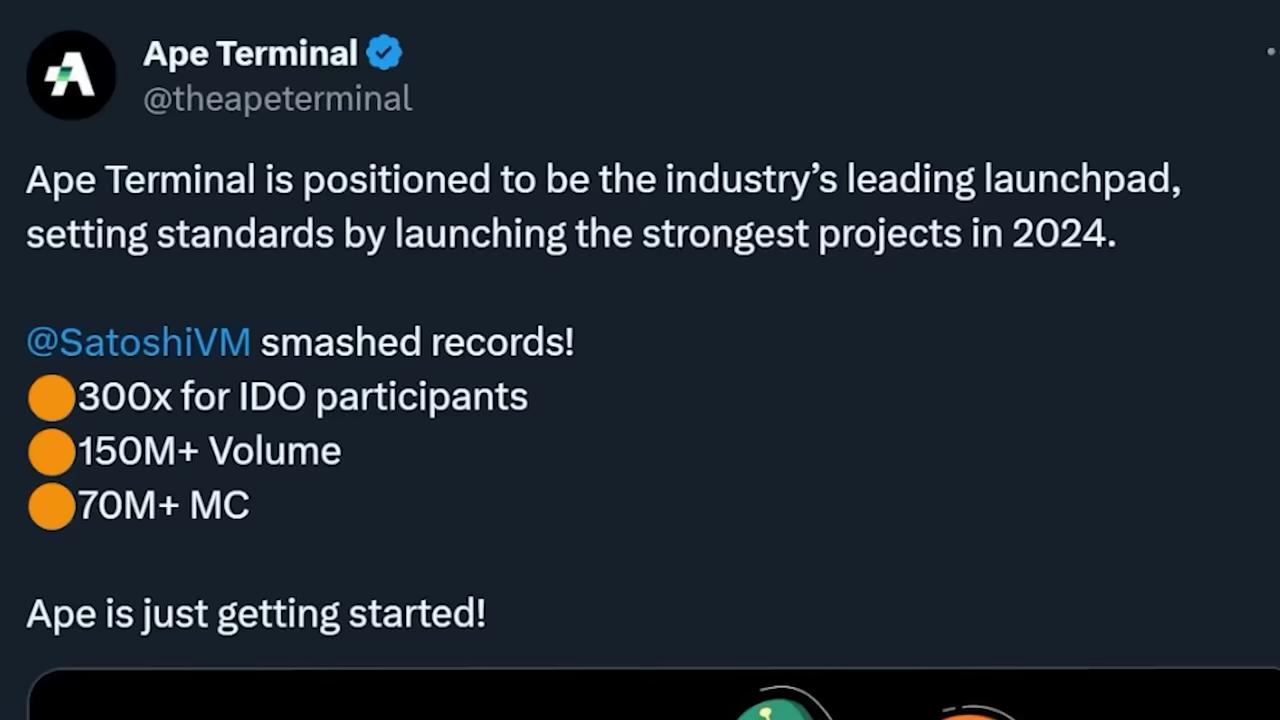 Ape Terminal
@theapeterminal
Ape Terminal is positioned to be the industry’s leading launchpad,
setting standards by launching the strongest projects in 2024.
@SatoshiVM smashed records!
🟠300x for IDO participants
🟠150M+ Volume
🟠70M+ MC
Ape is just getting started!